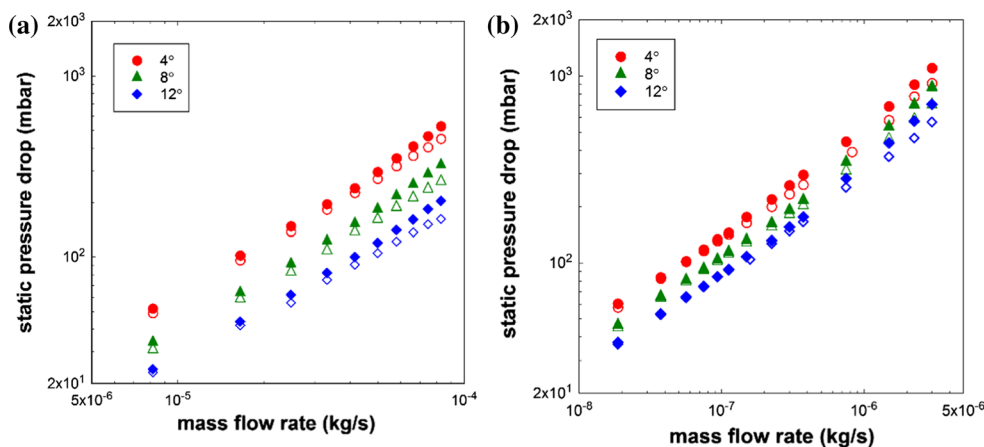 (a)
2x10³
10³
10²
2x10¹
static pressure drop (mbar)
4°
8°
12°
5x10⁻⁶
10⁻⁵
10⁻⁴
mass flow rate (kg/s)
(b)
2x10³
10³
10²
2x10¹
static pressure drop (mbar)
4°
8°
12°
10⁻⁸
10⁻⁷
10⁻⁶
5x10⁻⁶
mass flow rate (kg/s)